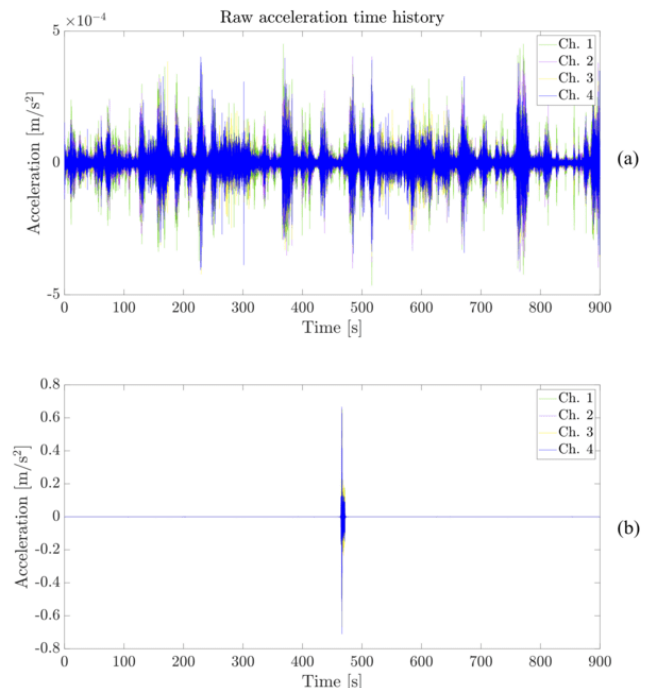 Raw acceleration time history
×10⁻⁴
5
0
-5
Acceleration [m/s²]
Ch. 1
Ch. 2
Ch. 3
Ch. 4
(a)
0 100 200 300 400 500 600 700 800 900
Time [s]
0.8
0.6
0.4
0.2
0
-0.2
-0.4
-0.6
-0.8
Acceleration [m/s²]
Ch. 1
Ch. 2
Ch. 3
Ch. 4
(b)
0 100 200 300 400 500 600 700 800 900
Time [s]